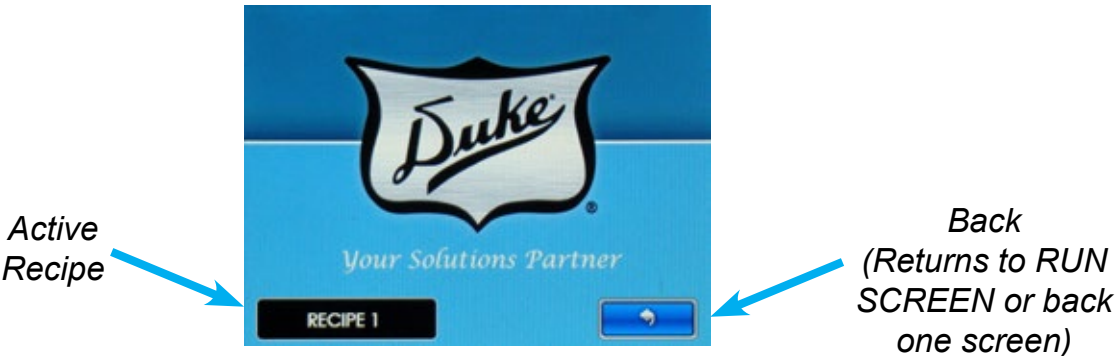 Duke
®
Your Solutions Partner
Active
Recipe
RECIPE 1
Back
(Returns to RUN
SCREEN or back
one screen)